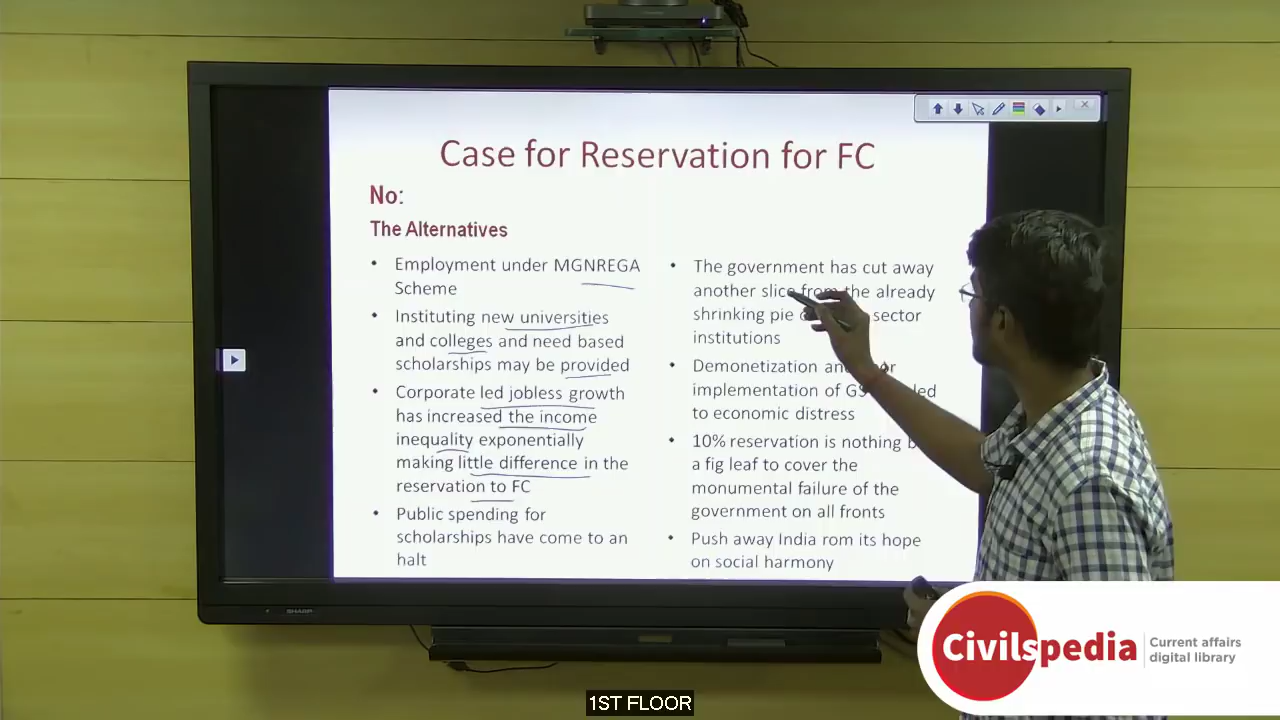 Case for Reservation for FC
No:
The Alternatives
• Employment under MGNREGA
Scheme
• Instituting new universities
and colleges and need based
scholarships may be provided
• Corporate led jobless growth
has increased the income
inequality exponentially
making little difference in the
reservation to FC
• Public spending for
scholarships have come to an
halt
• The government has cut away
another slice from the already
shrinking pie sector
institutions
• Demonetization and
implementation of
to economic distress
• 10% reservation is nothing
a fig leaf to cover the
monumental failure of the
government on all fronts
• Push away India rom its hope
on social harmony
SHARP
Civilspedia
Current affairs
digital library
1ST FLOOR